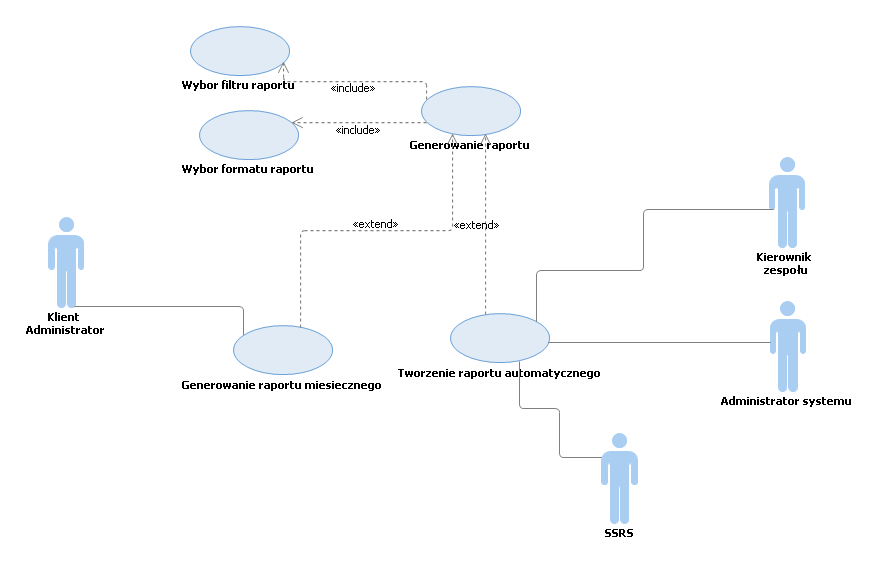 Wybor filtru raportu
«include»
«include»
Generowanie raportu
Wybor formatu raportu
«extend»
«extend»
Kierownik
zespołu
Klient
Administrator
Generowanie raportu miesiecznego
Tworzenie raportu automatycznego
Administrator systemu
SSRS